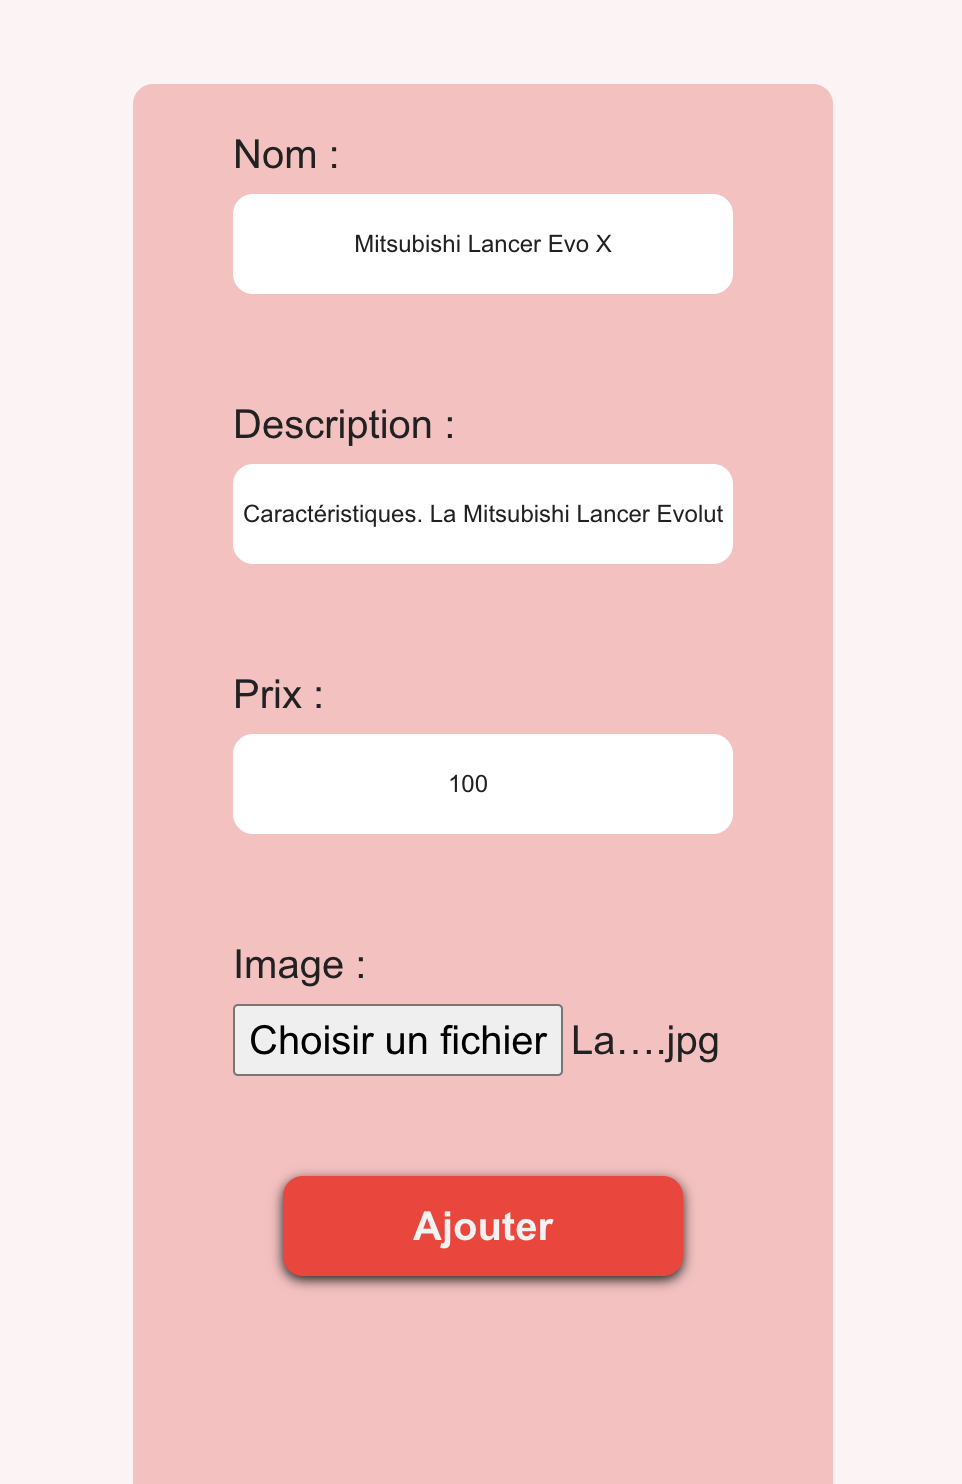 Nom :
Mitsubishi Lancer Evo X
Description :
Caractéristiques. La Mitsubishi Lancer Evolut
Prix :
100
Image :
Choisir un fichier La….jpg
Ajouter